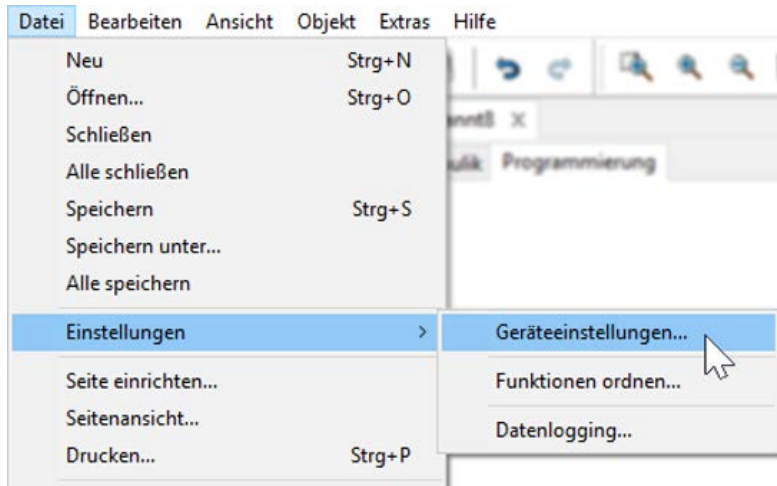 Datei Bearbeiten Ansicht Objekt Extras Hilfe
Neu Strg+N
Öffnen... Strg+O
Schließen
Alle schließen
Speichern Strg+S
Speichern unter...
Alle speichern
Einstellungen >
Seite einrichten...
Seitenansicht...
Drucken... Strg+P
Programmierung
Geräteeinstellungen...
Funktionen ordnen...
Datenlogging...